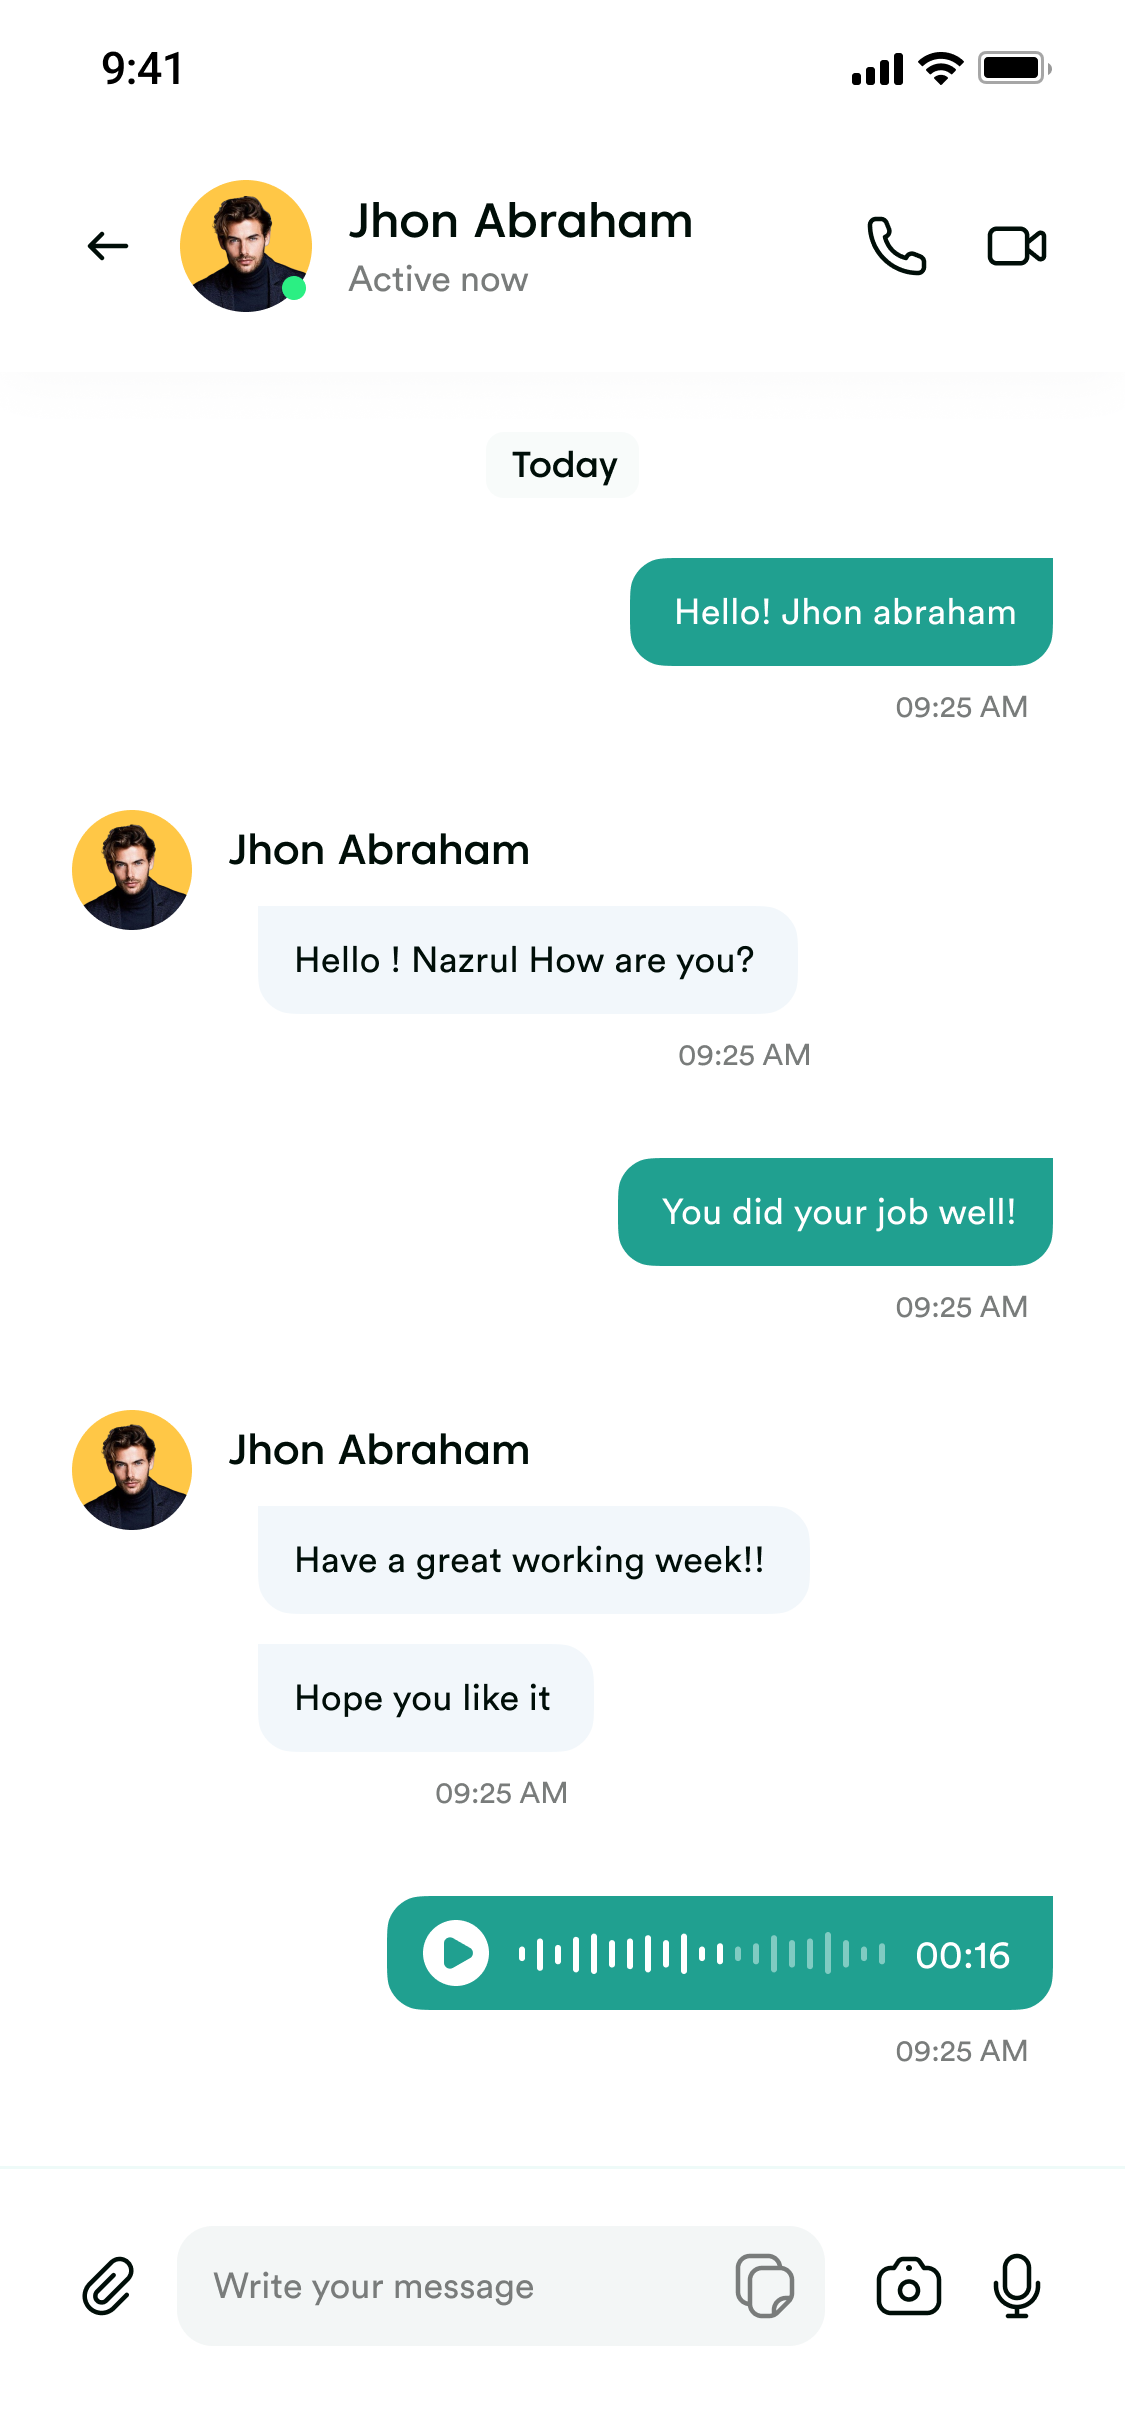 9:41
Jhon Abraham
Active now
Today
Hello! Jhon abraham
09:25 AM
Jhon Abraham
Hello ! Nazrul How are you?
09:25 AM
You did your job well!
09:25 AM
Jhon Abraham
Have a great working week!!
Hope you like it
09:25 AM
00:16
09:25 AM
Write your message